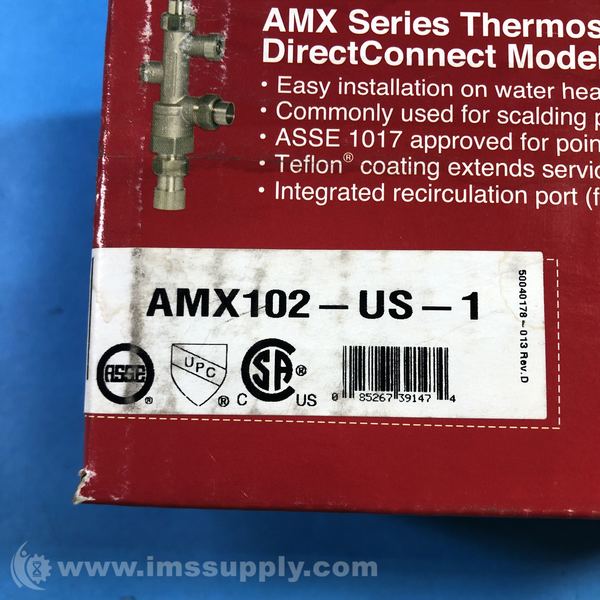 AMX Series Thermos
DirectConnect Model
• Easy installation on water hea
• Commonly used for scalding p
• ASSE 1017 approved for poin
• Teflon® coating extends servic
• Integrated recirculation port (f
AMX102-US-1
50040178-013 Rev.D
ASSE ®
UPC ®
C SA ® US
0 85267 39147 4
www.imssupply.com